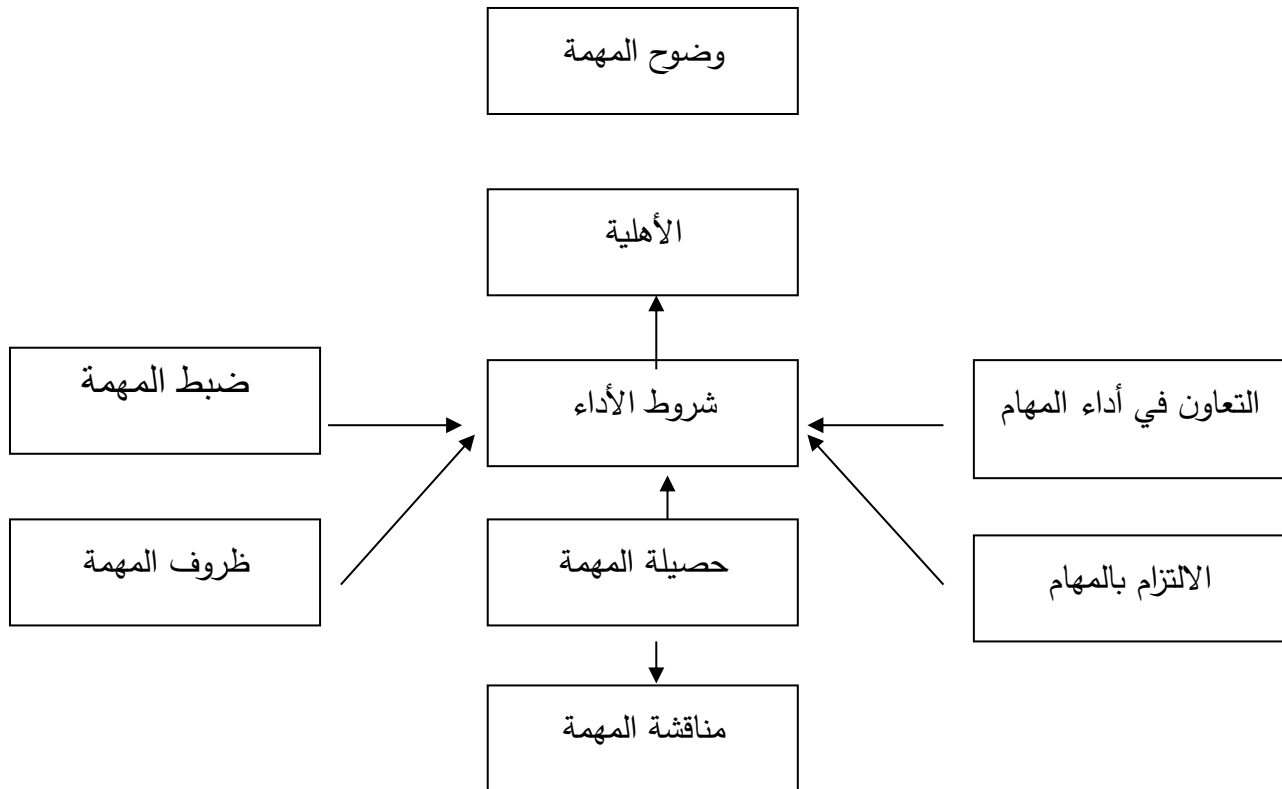 وضوح المهمة
الأهلية
ضبط المهمة
شروط الأداء
التعاون في أداء المهام
ظروف المهمة
حصيلة المهمة
الالتزام بالمهام
مناقشة المهمة